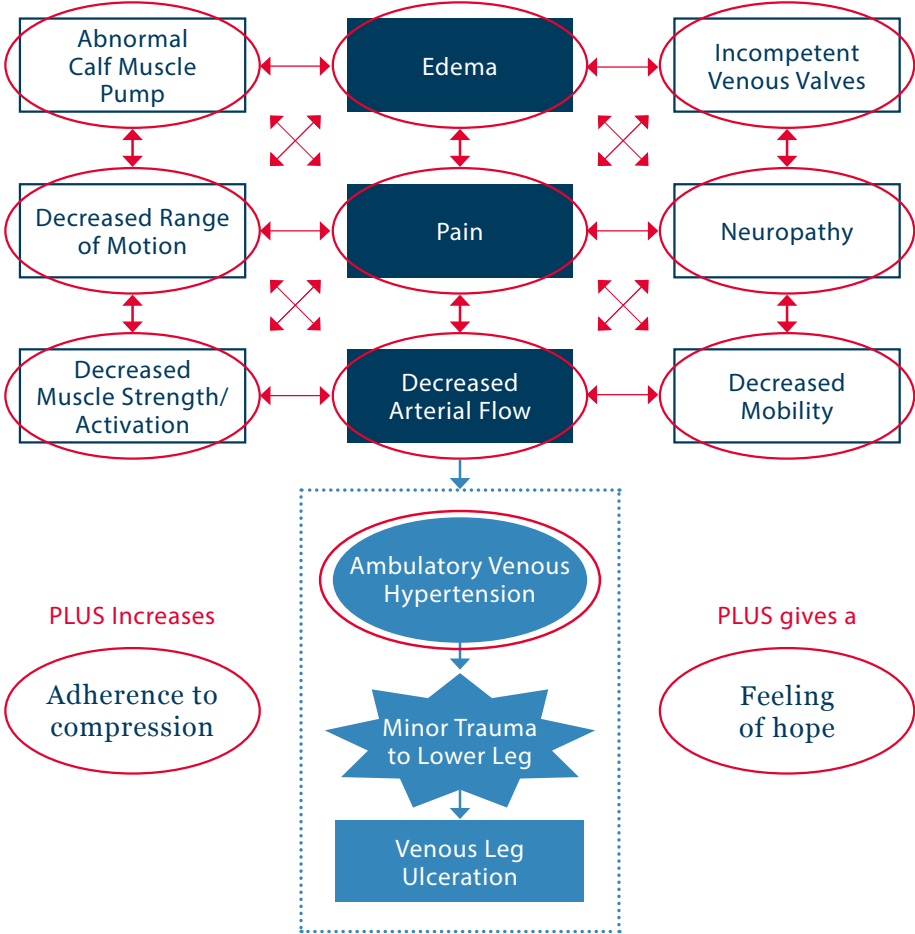 Abnormal
Calf Muscle
Pump
Edema
Incompetent
Venous Valves
Decreased Range
of Motion
Pain
Neuropathy
Decreased
Muscle Strength/
Activation
Decreased
Arterial Flow
Decreased
Mobility
Ambulatory Venous
Hypertension
PLUS Increases
Adherence to
compression
PLUS gives a
Feeling
of hope
Minor Trauma
to Lower Leg
Venous Leg
Ulceration